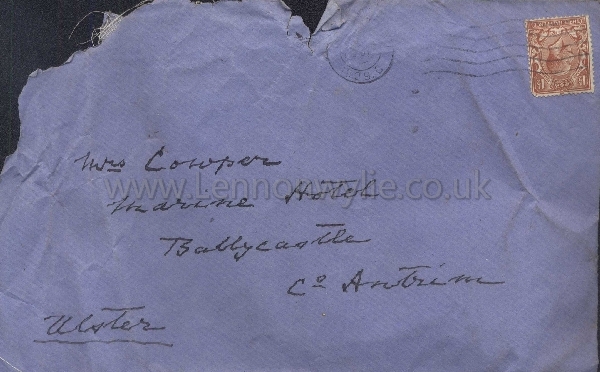 Mrs Cowper
www.Lennonwylie.co.uk
Marine Hotel
Ballycastle
Co Antrim
Ulster